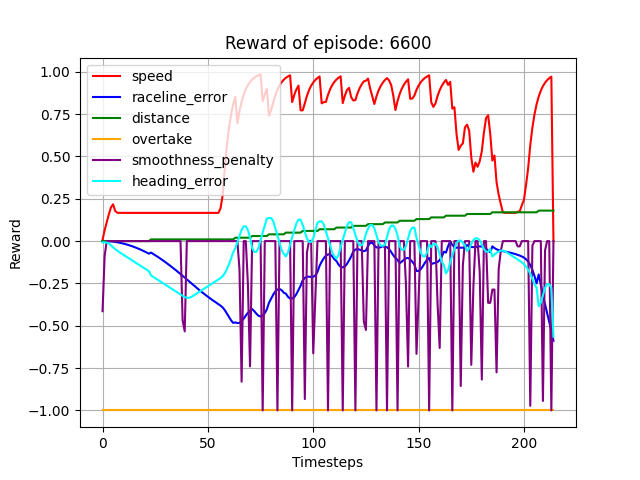 Reward of episode: 6600
1.00
0.75
0.50
0.25
0.00
−0.25
−0.50
−0.75
−1.00
Reward
speed
raceline_error
distance
overtake
smoothness_penalty
heading_error
0 50 100 150 200
Timesteps